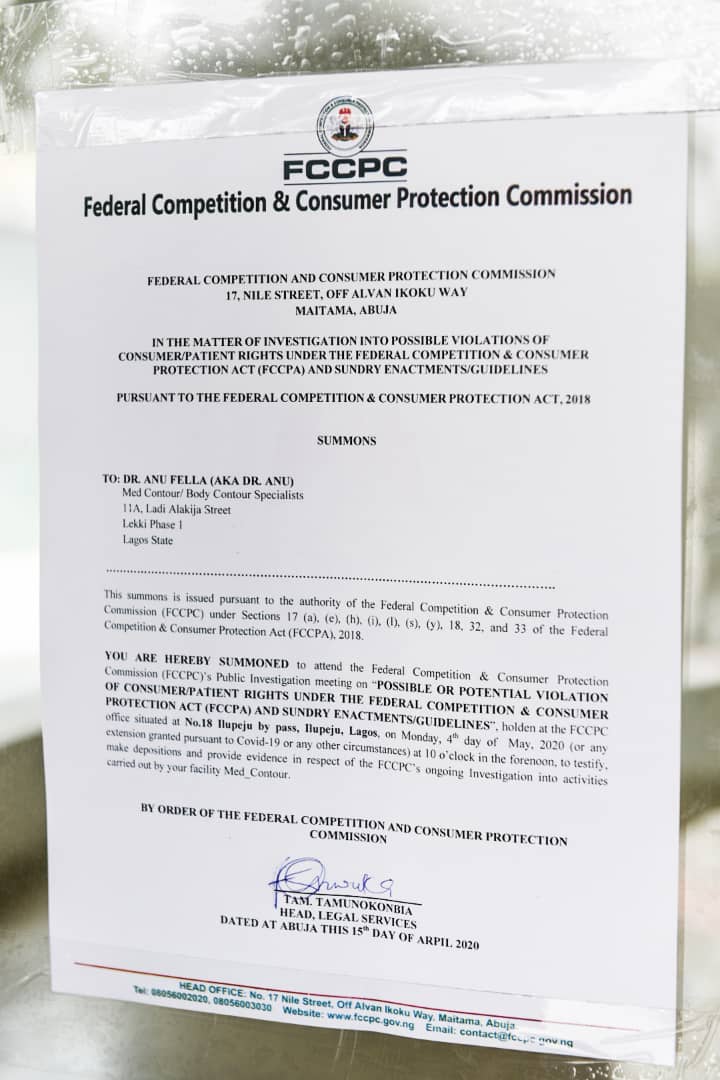 FCCPC
Federal Competition & Consumer Protection Commission
FEDERAL COMPETITION AND CONSUMER PROTECTION COMMISSION
17, NILE STREET, OFF ALVAN IKOKU WAY
MAITAMA, ABUJA
IN THE MATTER OF INVESTIGATION INTO POSSIBLE VIOLATIONS OF
CONSUMER/PATIENT RIGHTS UNDER THE FEDERAL COMPETITION & CONSUMER
PROTECTION ACT (FCCPA) AND SUNDRY ENACTMENTS/GUIDELINES
PURSUANT TO THE FEDERAL COMPETITION & CONSUMER PROTECTION ACT, 2018
SUMMONS
TO: DR. ANU FELLA (AKA DR. ANU)
Med Contour/ Body Contour Specialists
11A, Ladi Alakija Street
Lekki Phase 1
Lagos State
This summons is issued pursuant to the authority of the Federal Competition & Consumer Protection
Commission (FCCPC) under Sections 17 (a), (e), (h), (i), (l), (s), (y), 18, 32, and 33 of the Federal
Competition & Consumer Protection Act (FCCPA), 2018.
YOU ARE HEREBY SUMMONED to attend the Federal Competition & Consumer Protection
Commission (FCCPC)'s Public Investigation meeting on "POSSIBLE OR POTENTIAL VIOLATION
OF CONSUMER/PATIENT RIGHTS UNDER THE FEDERAL COMPETITION & CONSUMER
PROTECTION ACT (FCCPA) AND SUNDRY ENACTMENTS/GUIDELINES", holden at the FCCPC
office situated at No.18 Ilupeju by pass, Ilupeju, Lagos, on Monday, 4th day of May, 2020 (or any
extension granted pursuant to Covid-19 or any other circumstances) at 10 o'clock in the forenoon, to testify,
make depositions and provide evidence in respect of the FCCPC's ongoing Investigation into activities
carried out by your facility Med_Contour.
BY ORDER OF THE FEDERAL COMPETITION AND CONSUMER PROTECTION
COMMISSION
TAM. TAMUNOKONBIA
HEAD, LEGAL SERVICES
DATED AT ABUJA THIS 15th DAY OF ARPIL 2020
HEAD OFFICE: No. 17 Nile Street, Off Alvan Ikoku Way, Maitama, Abuja
Tel: 08056002020, 08056003030 Website: www.fccpc.gov.ng Email: contact@fccpc.gov.ng